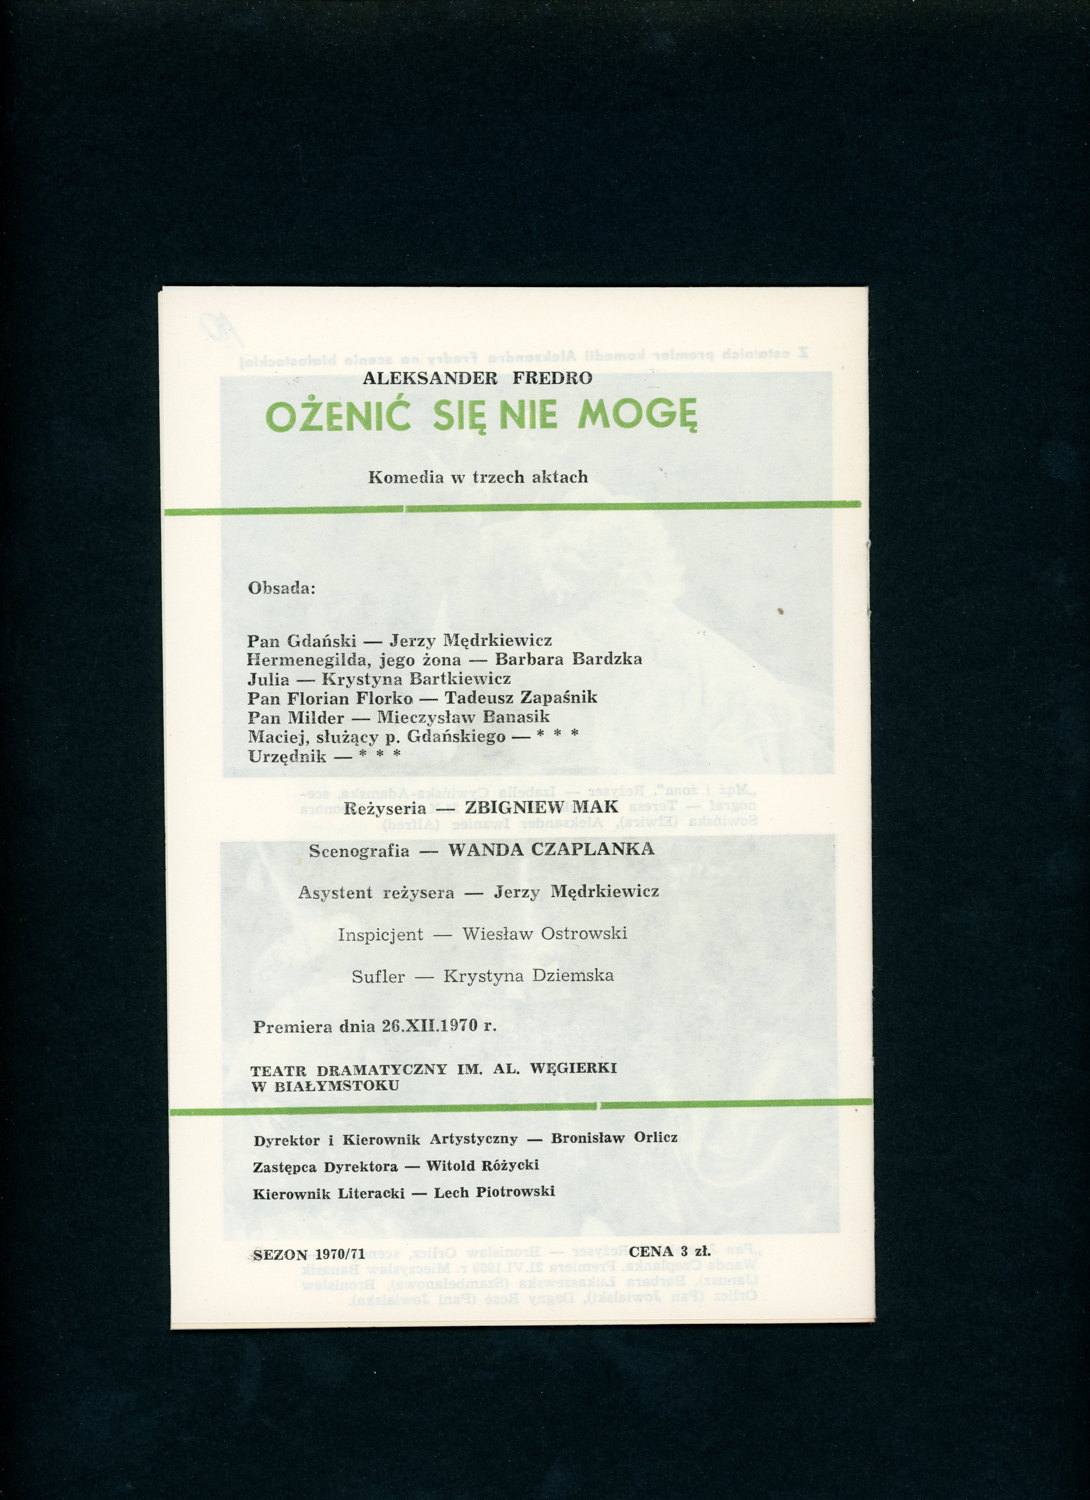 ALEKSANDER FREDRO
OŻENIĆ SIĘ NIE MOGĘ
Komedia w trzech aktach
Obsada:
Pan Gdański — Jerzy Mędrkiewicz
Hermenegilda, jego żona — Barbara Bardzka
Julia — Krystyna Bartkiewicz
Pan Florian Florko — Tadeusz Zapaśnik
Pan Milder — Mieczysław Banasik
Maciej, służący p. Gdańskiego — * * *
Urzędnik — * * *
Reżyseria — ZBIGNIEW MAK
Scenografia — WANDA CZAPLANKA
Asystent reżysera — Jerzy Mędrkiewicz
Inspicjent — Wiesław Ostrowski
Sufler — Krystyna Dziemska
Premiera dnia 26.XII.1970 r.
TEATR DRAMATYCZNY IM. AL. WĘGIERKI
W BIAŁYMSTOKU
Dyrektor i Kierownik Artystyczny — Bronisław Orlicz
Zastępca Dyrektora — Witold Różycki
Kierownik Literacki — Lech Piotrowski
SEZON 1970/71 CENA 3 zł.